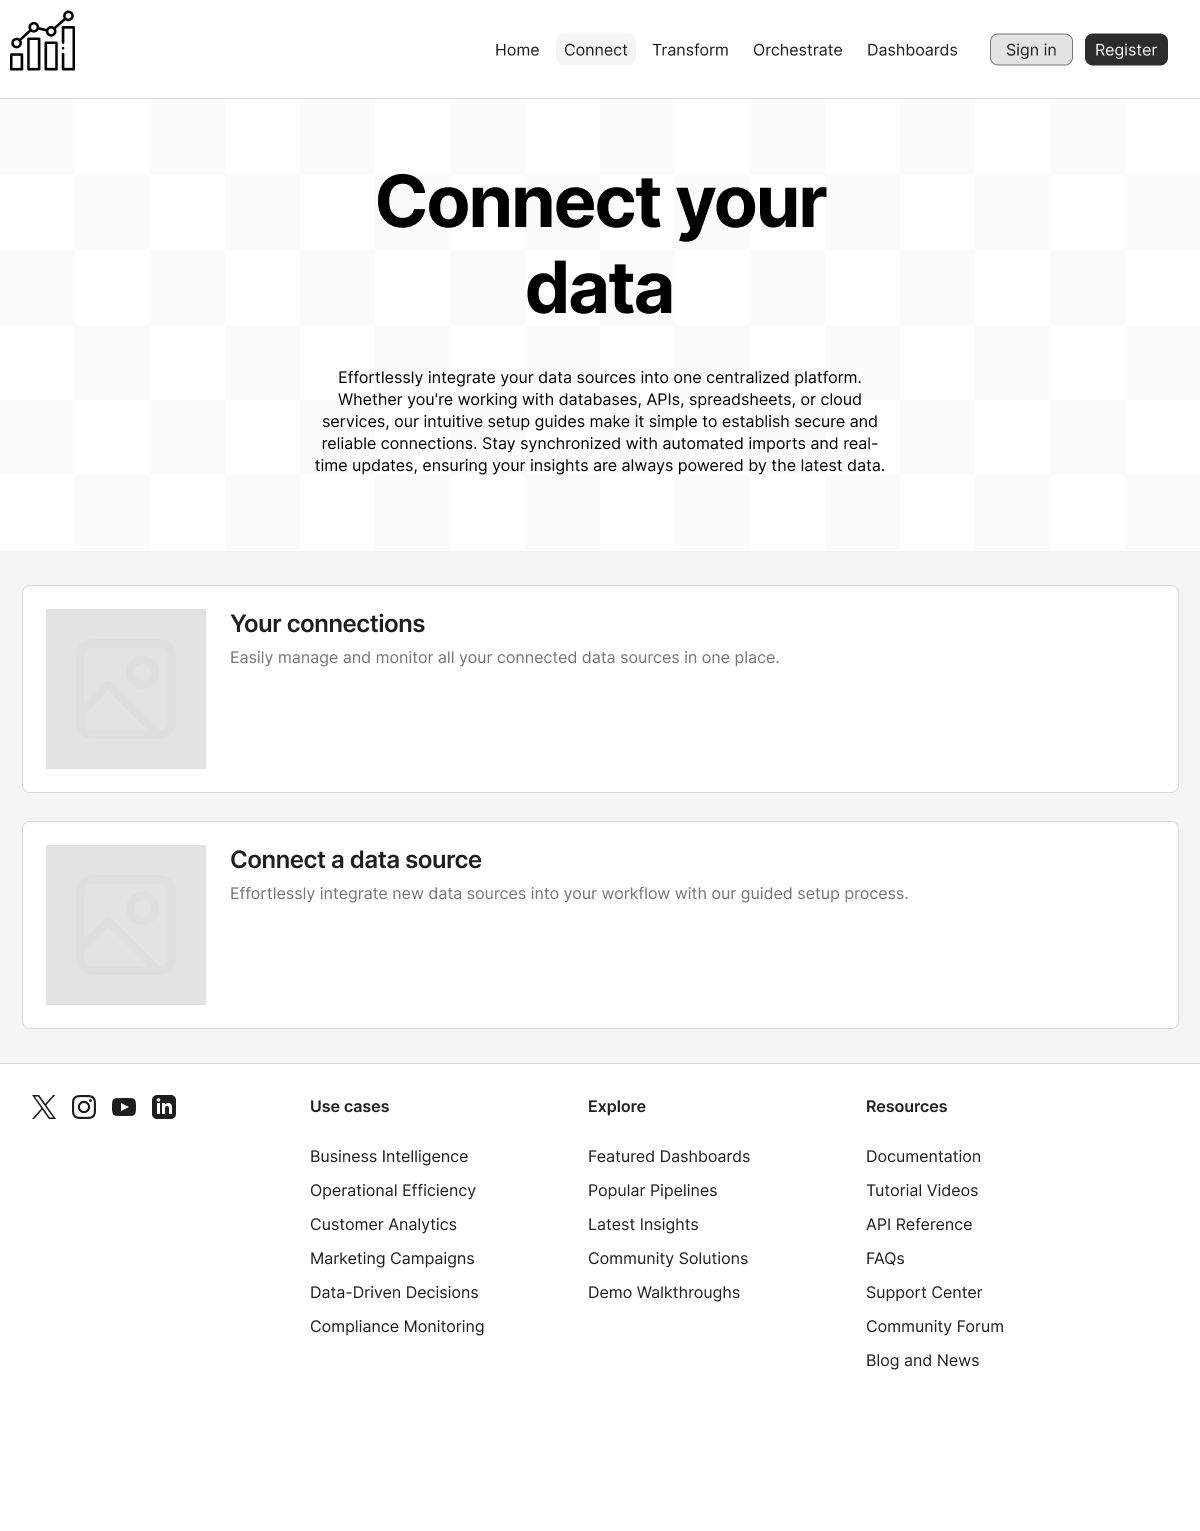 Home Connect Transform Orchestrate Dashboards Sign in Register
Connect your
data
Effortlessly integrate your data sources into one centralized platform.
Whether you're working with databases, APIs, spreadsheets, or cloud
services, our intuitive setup guides make it simple to establish secure and
reliable connections. Stay synchronized with automated imports and real-
time updates, ensuring your insights are always powered by the latest data.
Your connections
Easily manage and monitor all your connected data sources in one place.
Connect a data source
Effortlessly integrate new data sources into your workflow with our guided setup process.
Use cases
Business Intelligence
Operational Efficiency
Customer Analytics
Marketing Campaigns
Data-Driven Decisions
Compliance Monitoring
Explore
Featured Dashboards
Popular Pipelines
Latest Insights
Community Solutions
Demo Walkthroughs
Resources
Documentation
Tutorial Videos
API Reference
FAQs
Support Center
Community Forum
Blog and News